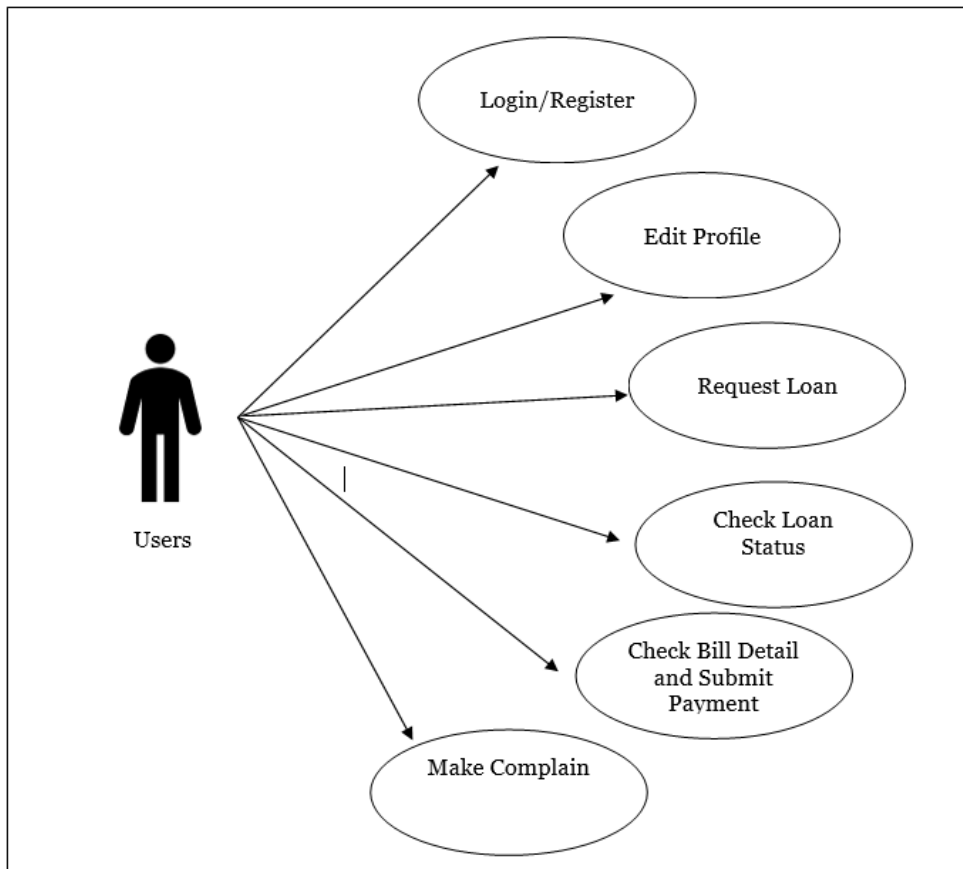 Login/Register
Edit Profile
Request Loan
Check Loan
Status
Users
Check Bill Detail
and Submit
Payment
Make Complain